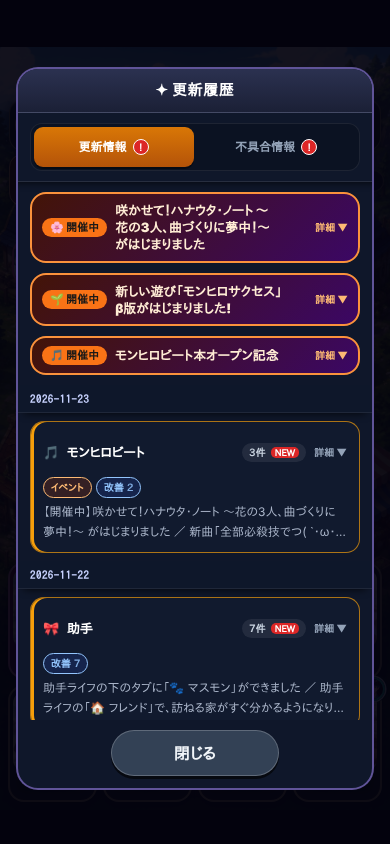 ✦ 更新履歴
更新情報 !
不具合情報 !
🌸 開催中
咲かせて!ハナウタ・ノート 〜
花の3人、曲づくりに夢中!〜
がはじまりました
詳細 ▼
🌱 開催中
新しい遊び「モンヒロサクセス」
β版がはじまりました!
詳細 ▼
🎵 開催中
モンヒロビート本オープン記念
詳細 ▼
2026-11-23
🎵 モンヒロビート
3件 NEW
詳細 ▼
イベント 改善 2
【開催中】咲かせて!ハナウタ・ノート 〜花の3人、曲づくりに
夢中!〜 がはじまりました ／ 新曲「全部必殺技でつ( `･ω･...
2026-11-22
🎀 助手
7件 NEW
詳細 ▼
改善 7
助手ライフの下のタブに「🐾 マスモン」ができました ／ 助手
ライフの「🏠 フレンド」で、訪ねる家がすぐ分かるようになり...
閉じる